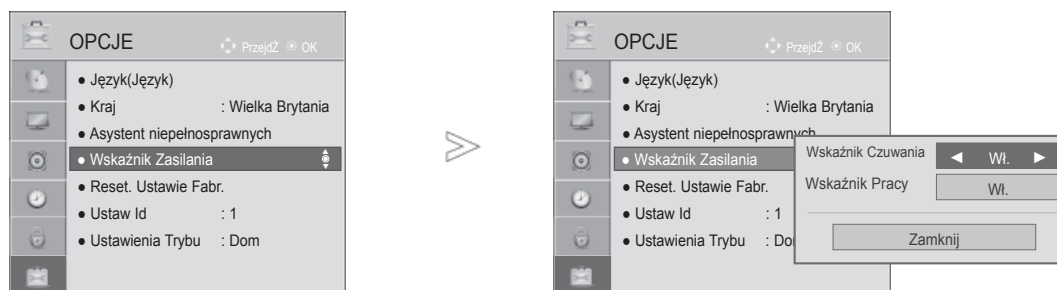 OPCJE
PrzejdŹ OK
● Język(Język)
● Kraj : Wielka Brytania
● Asystent niepełnosprawnych
● Wskaźnik Zasilania
● Reset. Ustawie Fabr.
● Ustaw Id : 1
● Ustawienia Trybu : Dom
OPCJE
PrzejdŹ OK
● Język(Język)
● Kraj : Wielka Brytania
● Asystent niepełnosprawnych
● Wskaźnik Zasilania
● Reset. Ustawie Fabr.
● Ustaw Id : 1
● Ustawienia Trybu : Do
Wskaźnik Czuwania ◄ Wł. ►
Wskaźnik Pracy Wł.
Zamknij